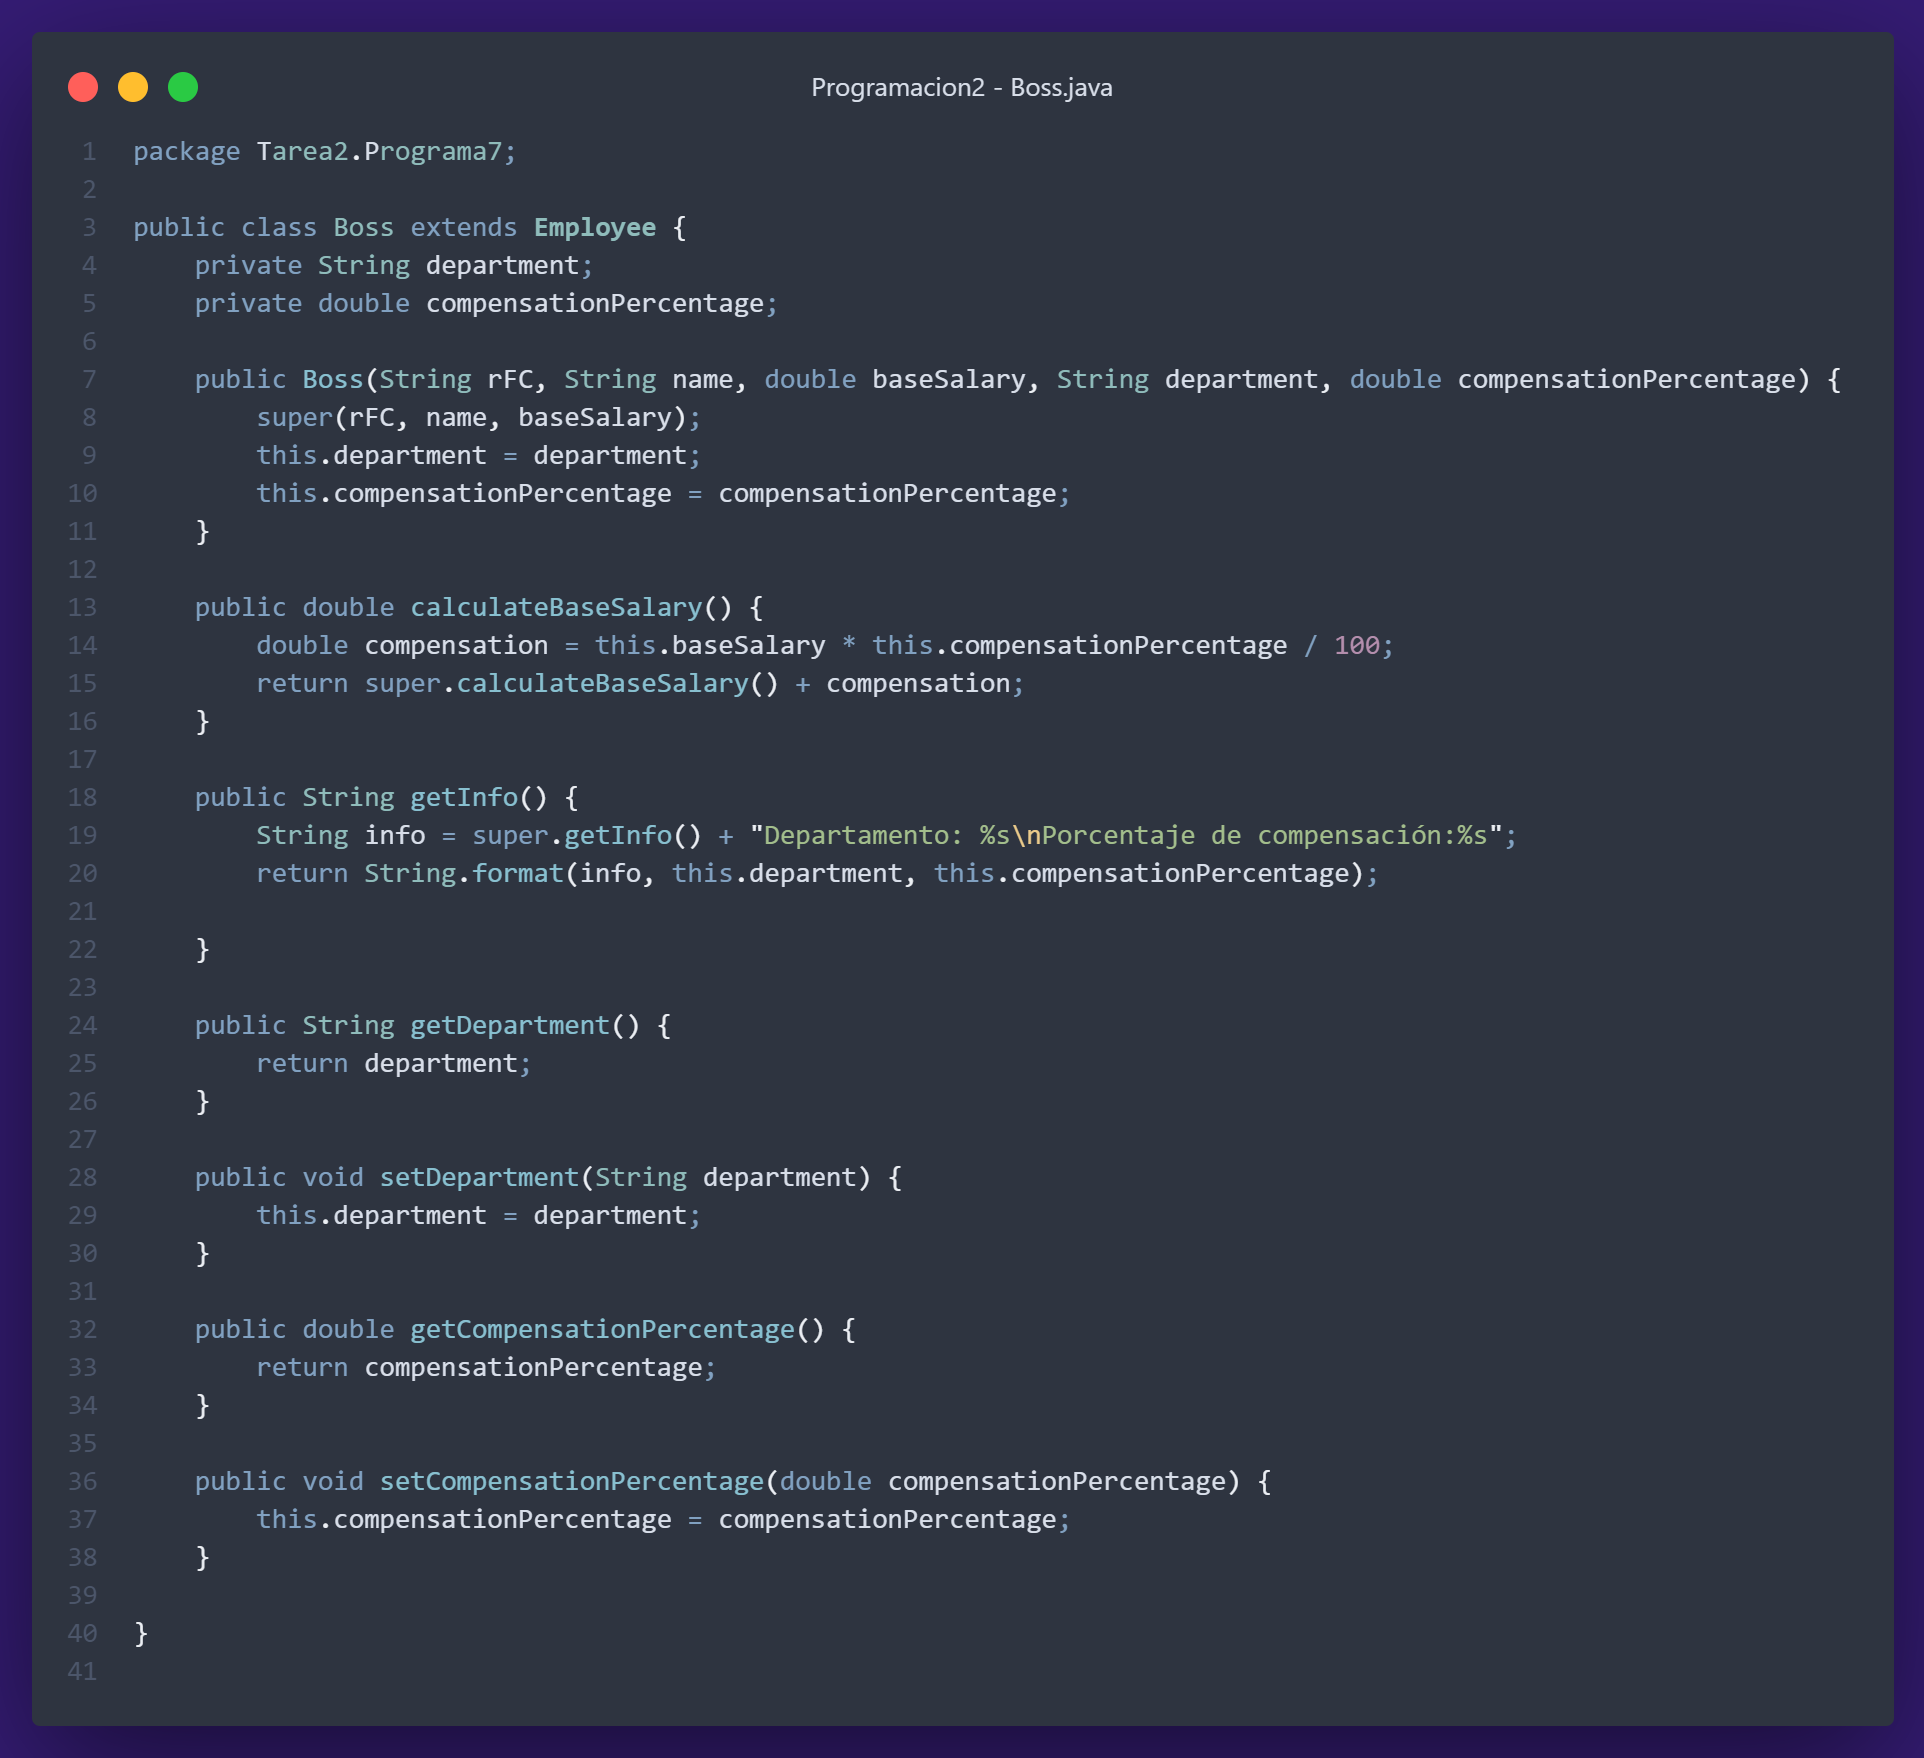 Programacion2 - Boss.java
1 package Tarea2.Programa7;
2
3 public class Boss extends Employee {
4     private String department;
5     private double compensationPercentage;
6
7     public Boss(String rFC, String name, double baseSalary, String department, double compensationPercentage) {
8         super(rFC, name, baseSalary);
9         this.department = department;
10         this.compensationPercentage = compensationPercentage;
11     }
12
13     public double calculateBaseSalary() {
14         double compensation = this.baseSalary * this.compensationPercentage / 100;
15         return super.calculateBaseSalary() + compensation;
16     }
17
18     public String getInfo() {
19         String info = super.getInfo() + "Departamento: %s\nPorcentaje de compensación:%s";
20         return String.format(info, this.department, this.compensationPercentage);
21
22     }
23
24     public String getDepartment() {
25         return department;
26     }
27
28     public void setDepartment(String department) {
29         this.department = department;
30     }
31
32     public double getCompensationPercentage() {
33         return compensationPercentage;
34     }
35
36     public void setCompensationPercentage(double compensationPercentage) {
37         this.compensationPercentage = compensationPercentage;
38     }
39
40 }
41